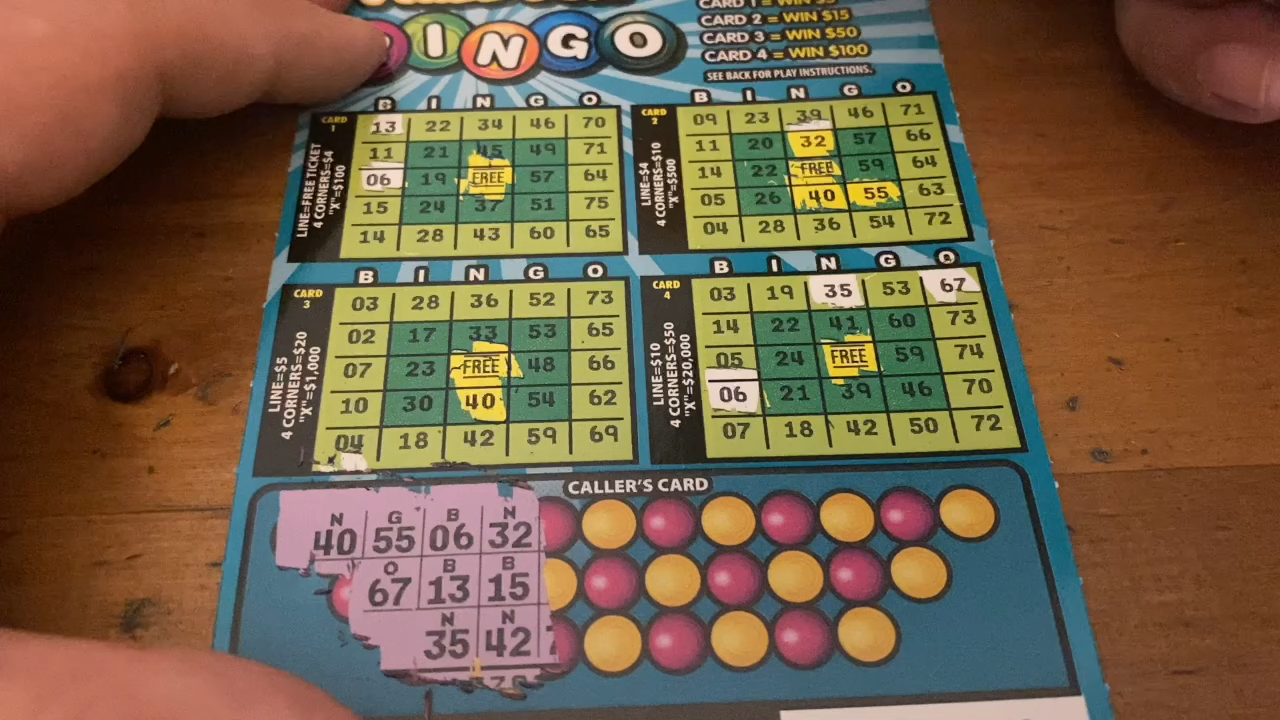 BINGO
CARD 2 = WIN $15
CARD 3 = WIN $50
CARD 4 = WIN $100
SEE BACK FOR PLAY INSTRUCTIONS.
B I N G O
CARD 1
LINE=FREE TICKET
4 CORNERS=$4
"X"=$100
13 22 34 46 70
11 21 45 49 71
06 19 FREE 57 64
15 24 37 51 75
14 28 43 60 65
B I N G O
CARD 2
LINE=$4
4 CORNERS=$10
"X"=$500
09 23 39 46 71
11 20 32 57 66
14 22 FREE 59 64
05 26 40 55 63
04 28 36 54 72
B I N G O
CARD 3
LINE=$5
4 CORNERS=$20
"X"=$1,000
03 28 36 52 73
02 17 33 53 65
07 23 FREE 48 66
10 30 40 54 62
04 18 42 59 69
B I N G O
CARD 4
LINE=$10
4 CORNERS=$50
"X"=$20,000
03 19 35 53 67
14 22 41 60 73
05 24 FREE 59 74
06 21 39 46 70
07 18 42 50 72
CALLER'S CARD
N G B N
40 55 06 32
O B B
67 13 15
N N
35 42